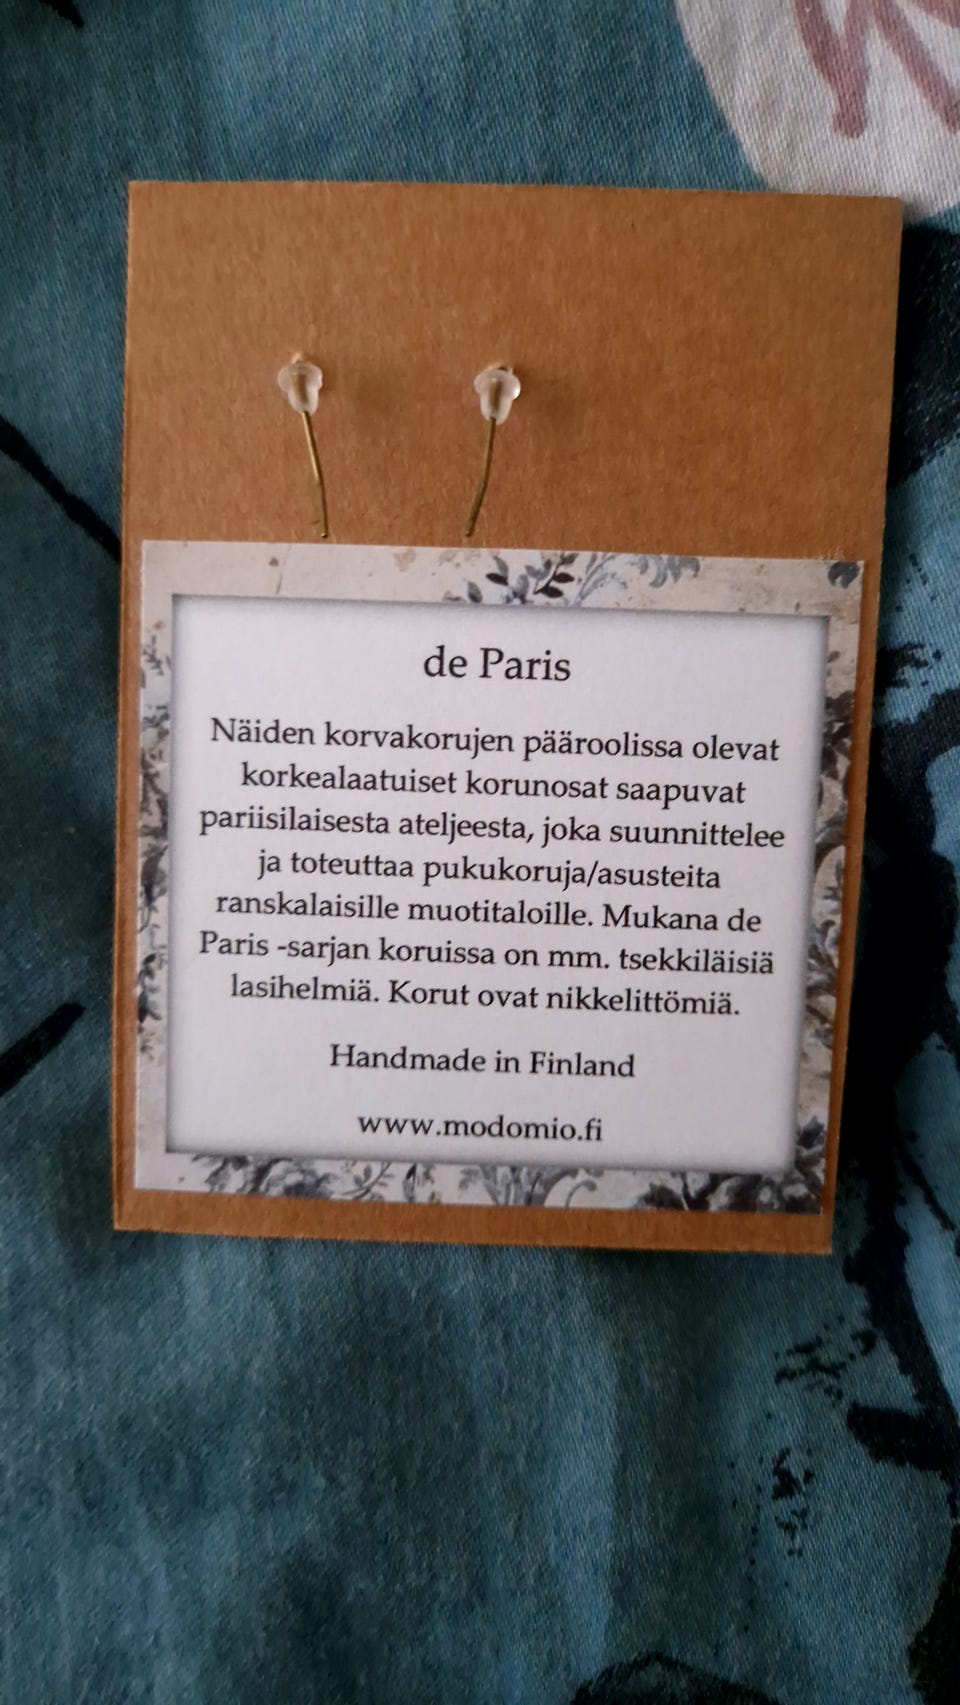 de Paris
Näiden korvakorujen pääroolissa olevat
korkealaatuiset korunosat saapuvat
pariisilaisesta ateljeesta, joka suunnittelee
ja toteuttaa pukukoruja/asusteita
ranskalaisille muotitaloille. Mukana de
Paris -sarjan koruissa on mm. tsekkiläisiä
lasihelmiä. Korut ovat nikkelittömiä.
Handmade in Finland
www.modomio.fi